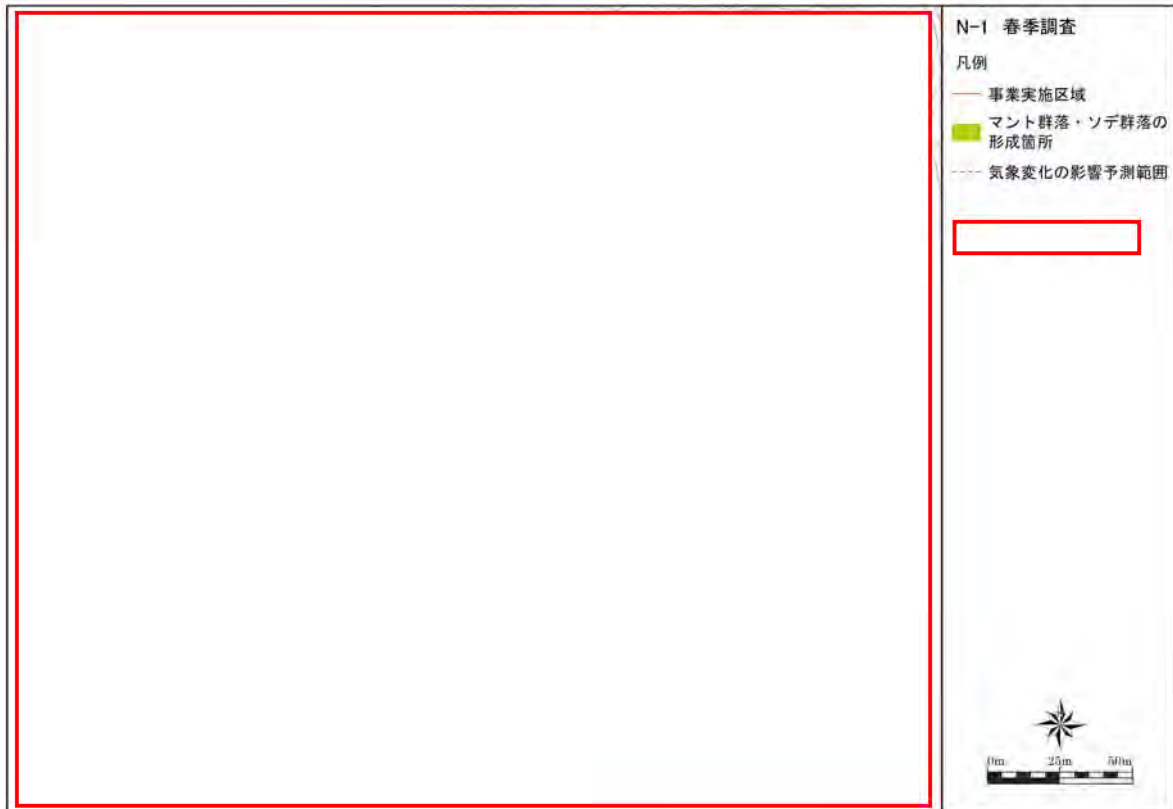 N-1 春季調査
凡例
事業実施区域
マント群落・ソデ群落の
形成箇所
気象変化の影響予測範囲
0m 25m 50m